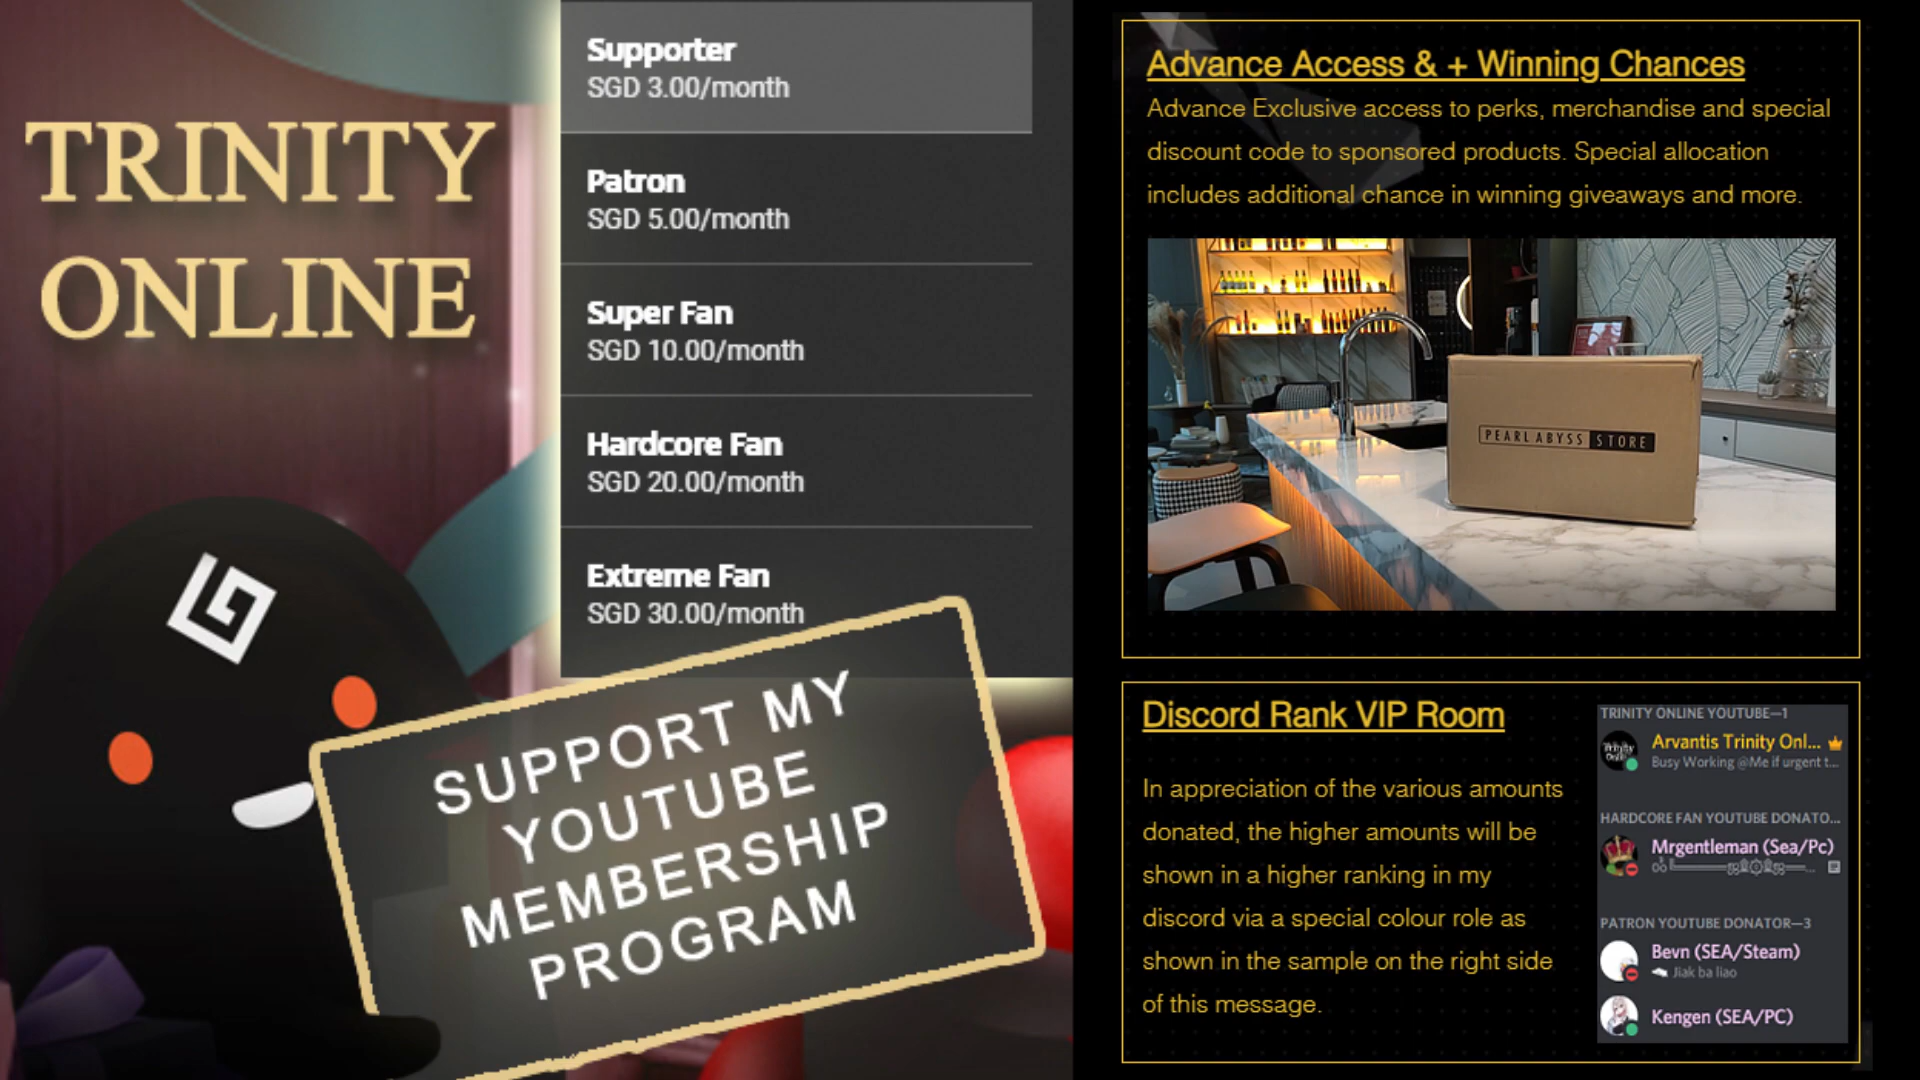 TRINITY
ONLINE
Supporter
SGD 3.00/month
Patron
SGD 5.00/month
Super Fan
SGD 10.00/month
Hardcore Fan
SGD 20.00/month
Extreme Fan
SGD 30.00/month
SUPPORT MY
YOUTUBE
MEMBERSHIP
PROGRAM
Advance Access & + Winning Chances
Advance Exclusive access to perks, merchandise and special
discount code to sponsored products. Special allocation
includes additional chance in winning giveaways and more.
PEARL ABYSS STORE
Discord Rank VIP Room
In appreciation of the various amounts
donated, the higher amounts will be
shown in a higher ranking in my
discord via a special colour role as
shown in the sample on the right side
of this message.
TRINITY ONLINE YOUTUBE—1
Arvantis Trinity Onl...
Busy Working @Me if urgent t...
HARDCORE FAN YOUTUBE DONATO...
Mrgentleman (Sea/Pc)
PATRON YOUTUBE DONATOR—3
Bevn (SEA/Steam)
Jiak ba liao
Kengen (SEA/PC)